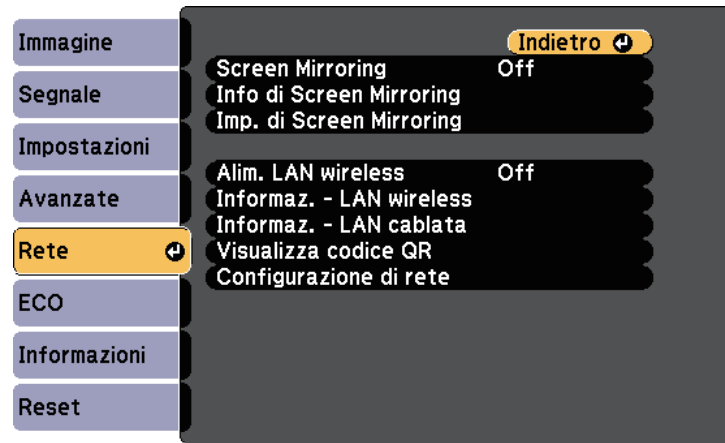 Immagine
Segnale
Impostazioni
Avanzate
Rete
ECO
Informazioni
Reset
Indietro
Screen Mirroring Off
Info di Screen Mirroring
Imp. di Screen Mirroring
Alim. LAN wireless Off
Informaz. - LAN wireless
Informaz. - LAN cablata
Visualizza codice QR
Configurazione di rete